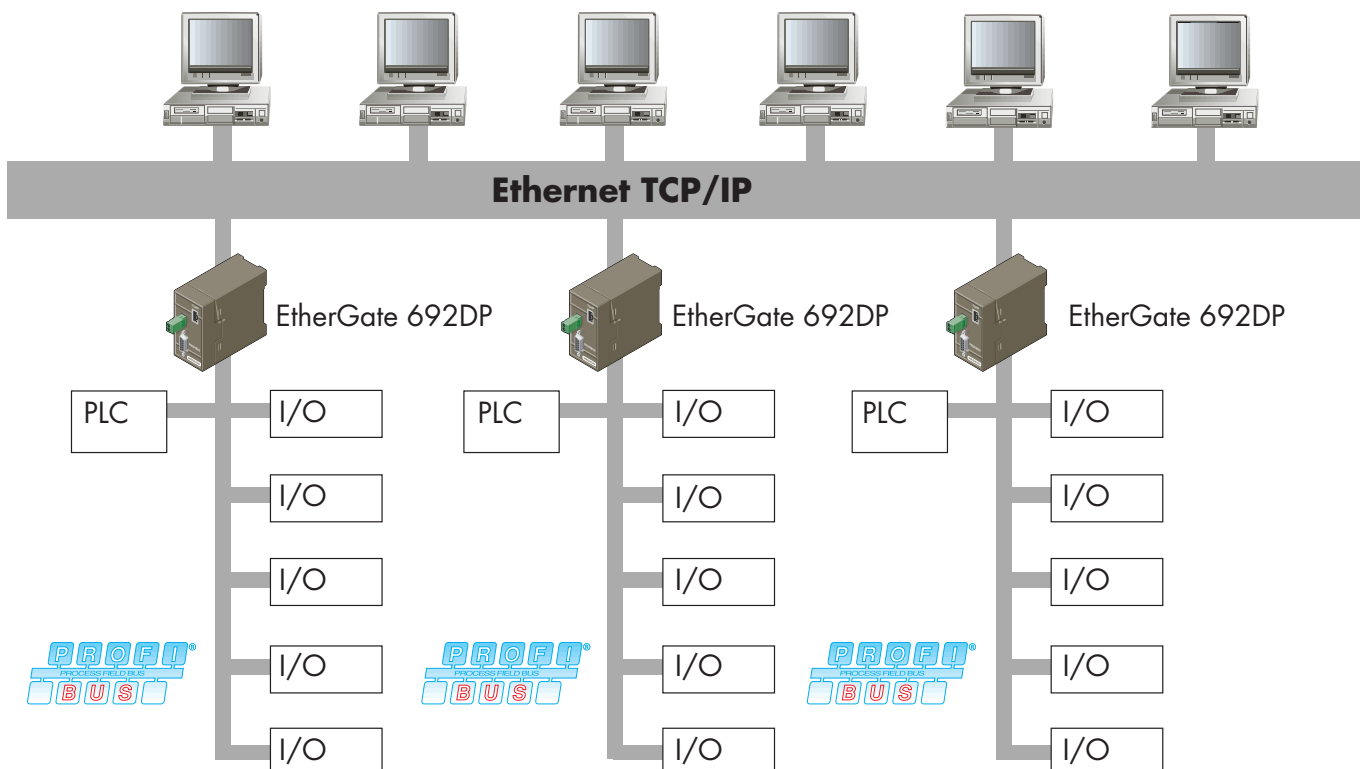 Ethernet TCP/IP
EtherGate 692DP
EtherGate 692DP
EtherGate 692DP
PLC
I/O
PLC
I/O
PLC
I/O
I/O
I/O
I/O
I/O
I/O
I/O
PROFI®
PROCESS FIELD BUS
BUS
I/O
PROFI®
PROCESS FIELD BUS
BUS
I/O
PROFI®
PROCESS FIELD BUS
BUS
I/O
I/O
I/O
I/O